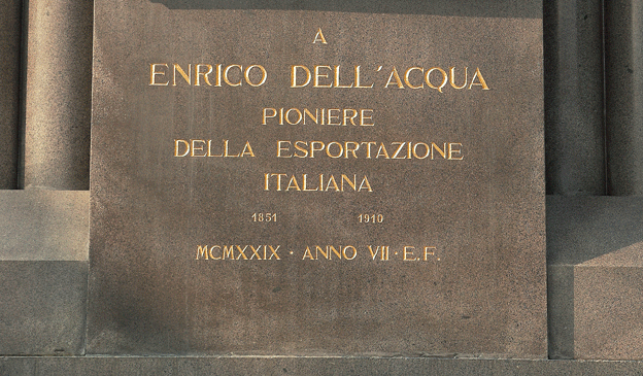 A
ENRICO DELL'ACQUA
PIONIERE
DELLA ESPORTAZIONE
ITALIANA
1851 1910
MCMXXIX · ANNO VII · E.F.